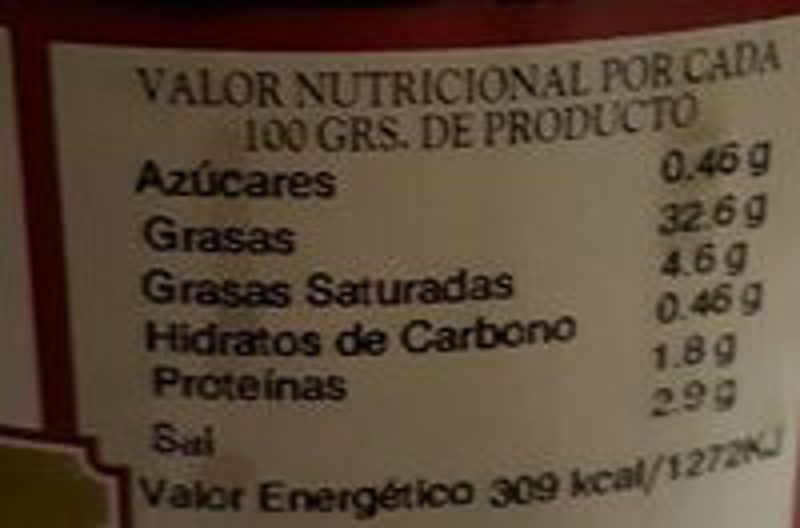 VALOR NUTRICIONAL POR CADA
100 GRS. DE PRODUCTO
Azúcares 0.46 g
Grasas 32.6 g
Grasas Saturadas 4.6 g
Hidratos de Carbono 0.46 g
Proteínas 1.8 g
Sal 2.9 g
Valor Energético 309 kcal/1272KJ